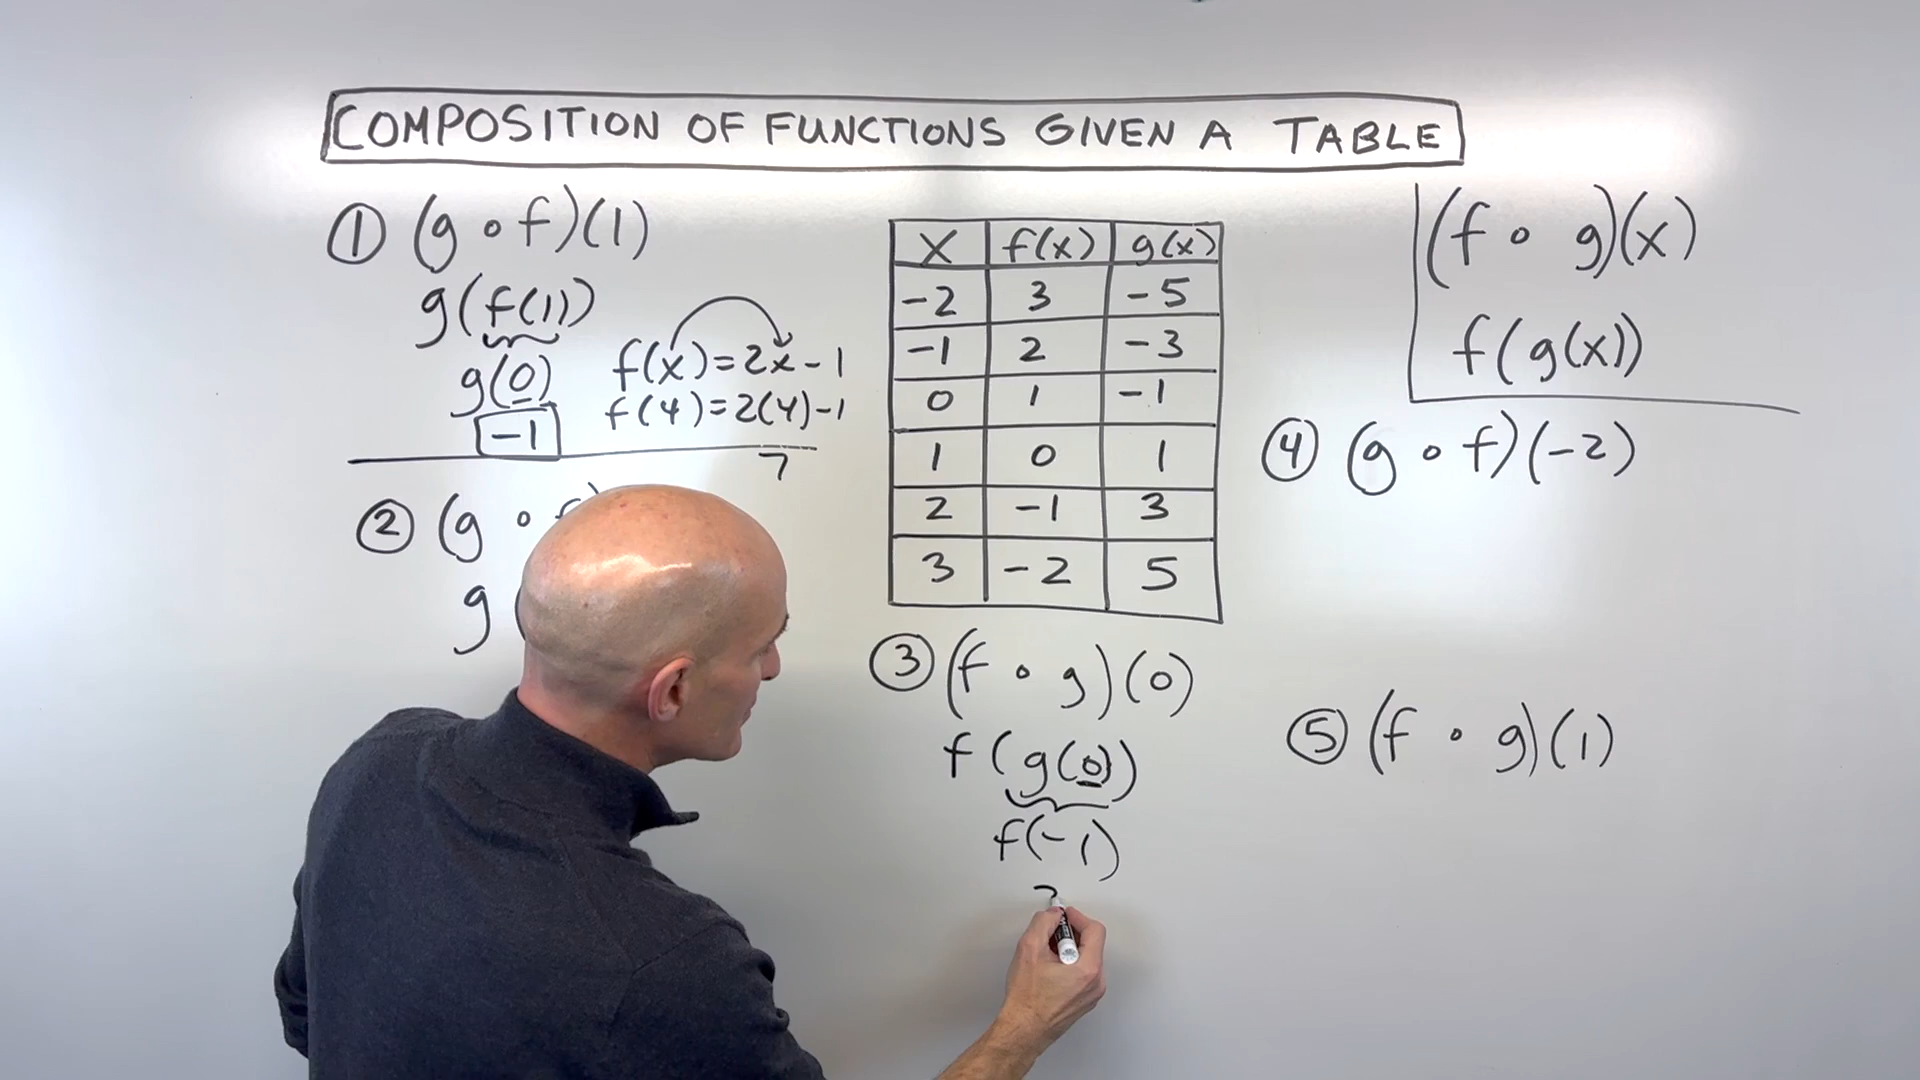 COMPOSITION OF FUNCTIONS GIVEN A TABLE
① (g ∘ f)(1)
g(f(1))
g(0)
-1
f(x)=2x-1
f(4)=2(4)-1
7
② (g ∘ f)
g
x f(x) g(x)
-2 3 -5
-1 2 -3
0 1 -1
1 0 1
2 -1 3
3 -2 5
③ (f ∘ g)(0)
f(g(0))
f(-1)
(f ∘ g)(x)
f(g(x))
④ (g ∘ f)(-2)
⑤ (f ∘ g)(1)